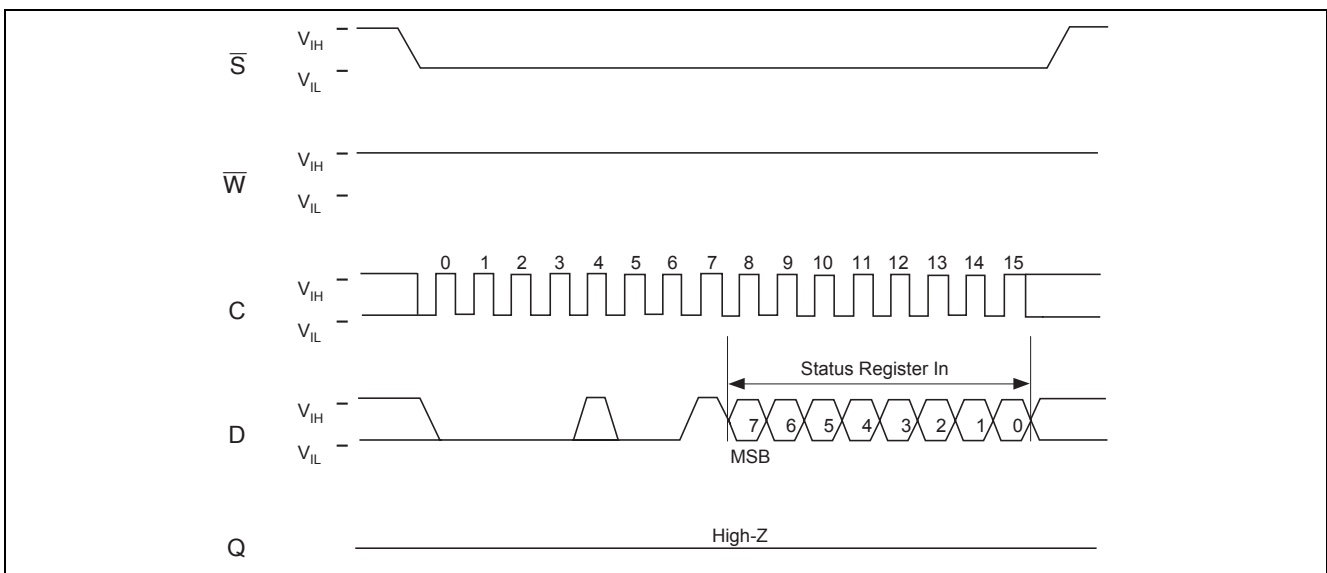 S̅
V_IH
V_IL
W̅
V_IH
V_IL
C
V_IH
V_IL
0 1 2 3 4 5 6 7 8 9 10 11 12 13 14 15
Status Register In
D
V_IH
V_IL
7 6 5 4 3 2 1 0
MSB
Q
High-Z